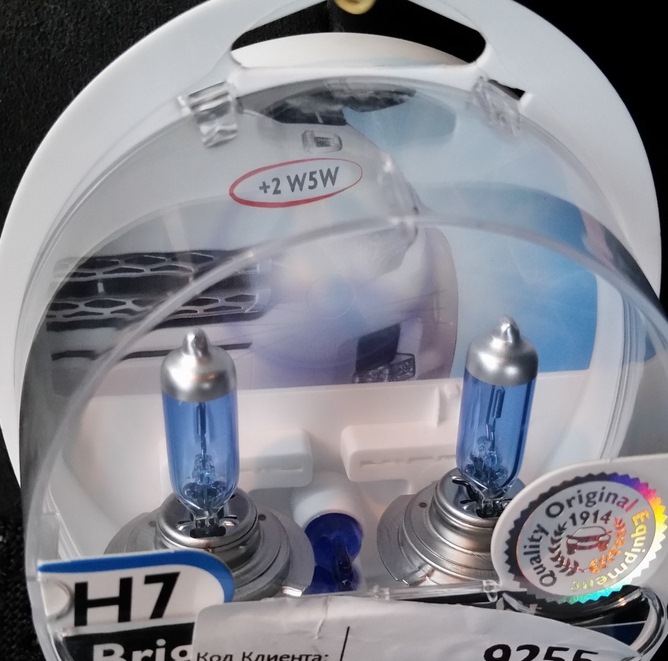 +2 W5W
Quality Original Equipment
1914
H7
Код Клиента: